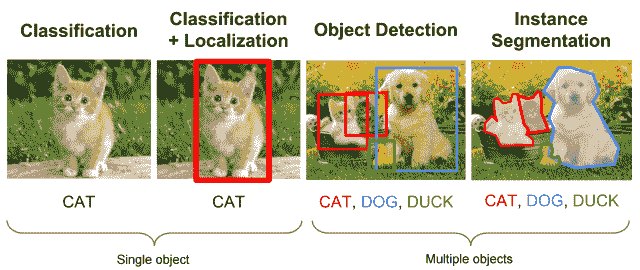 Classification
Classification
+ Localization
Object Detection
Instance
Segmentation
CAT
CAT
CAT, DOG, DUCK
CAT, DOG, DUCK
Single object
Multiple objects